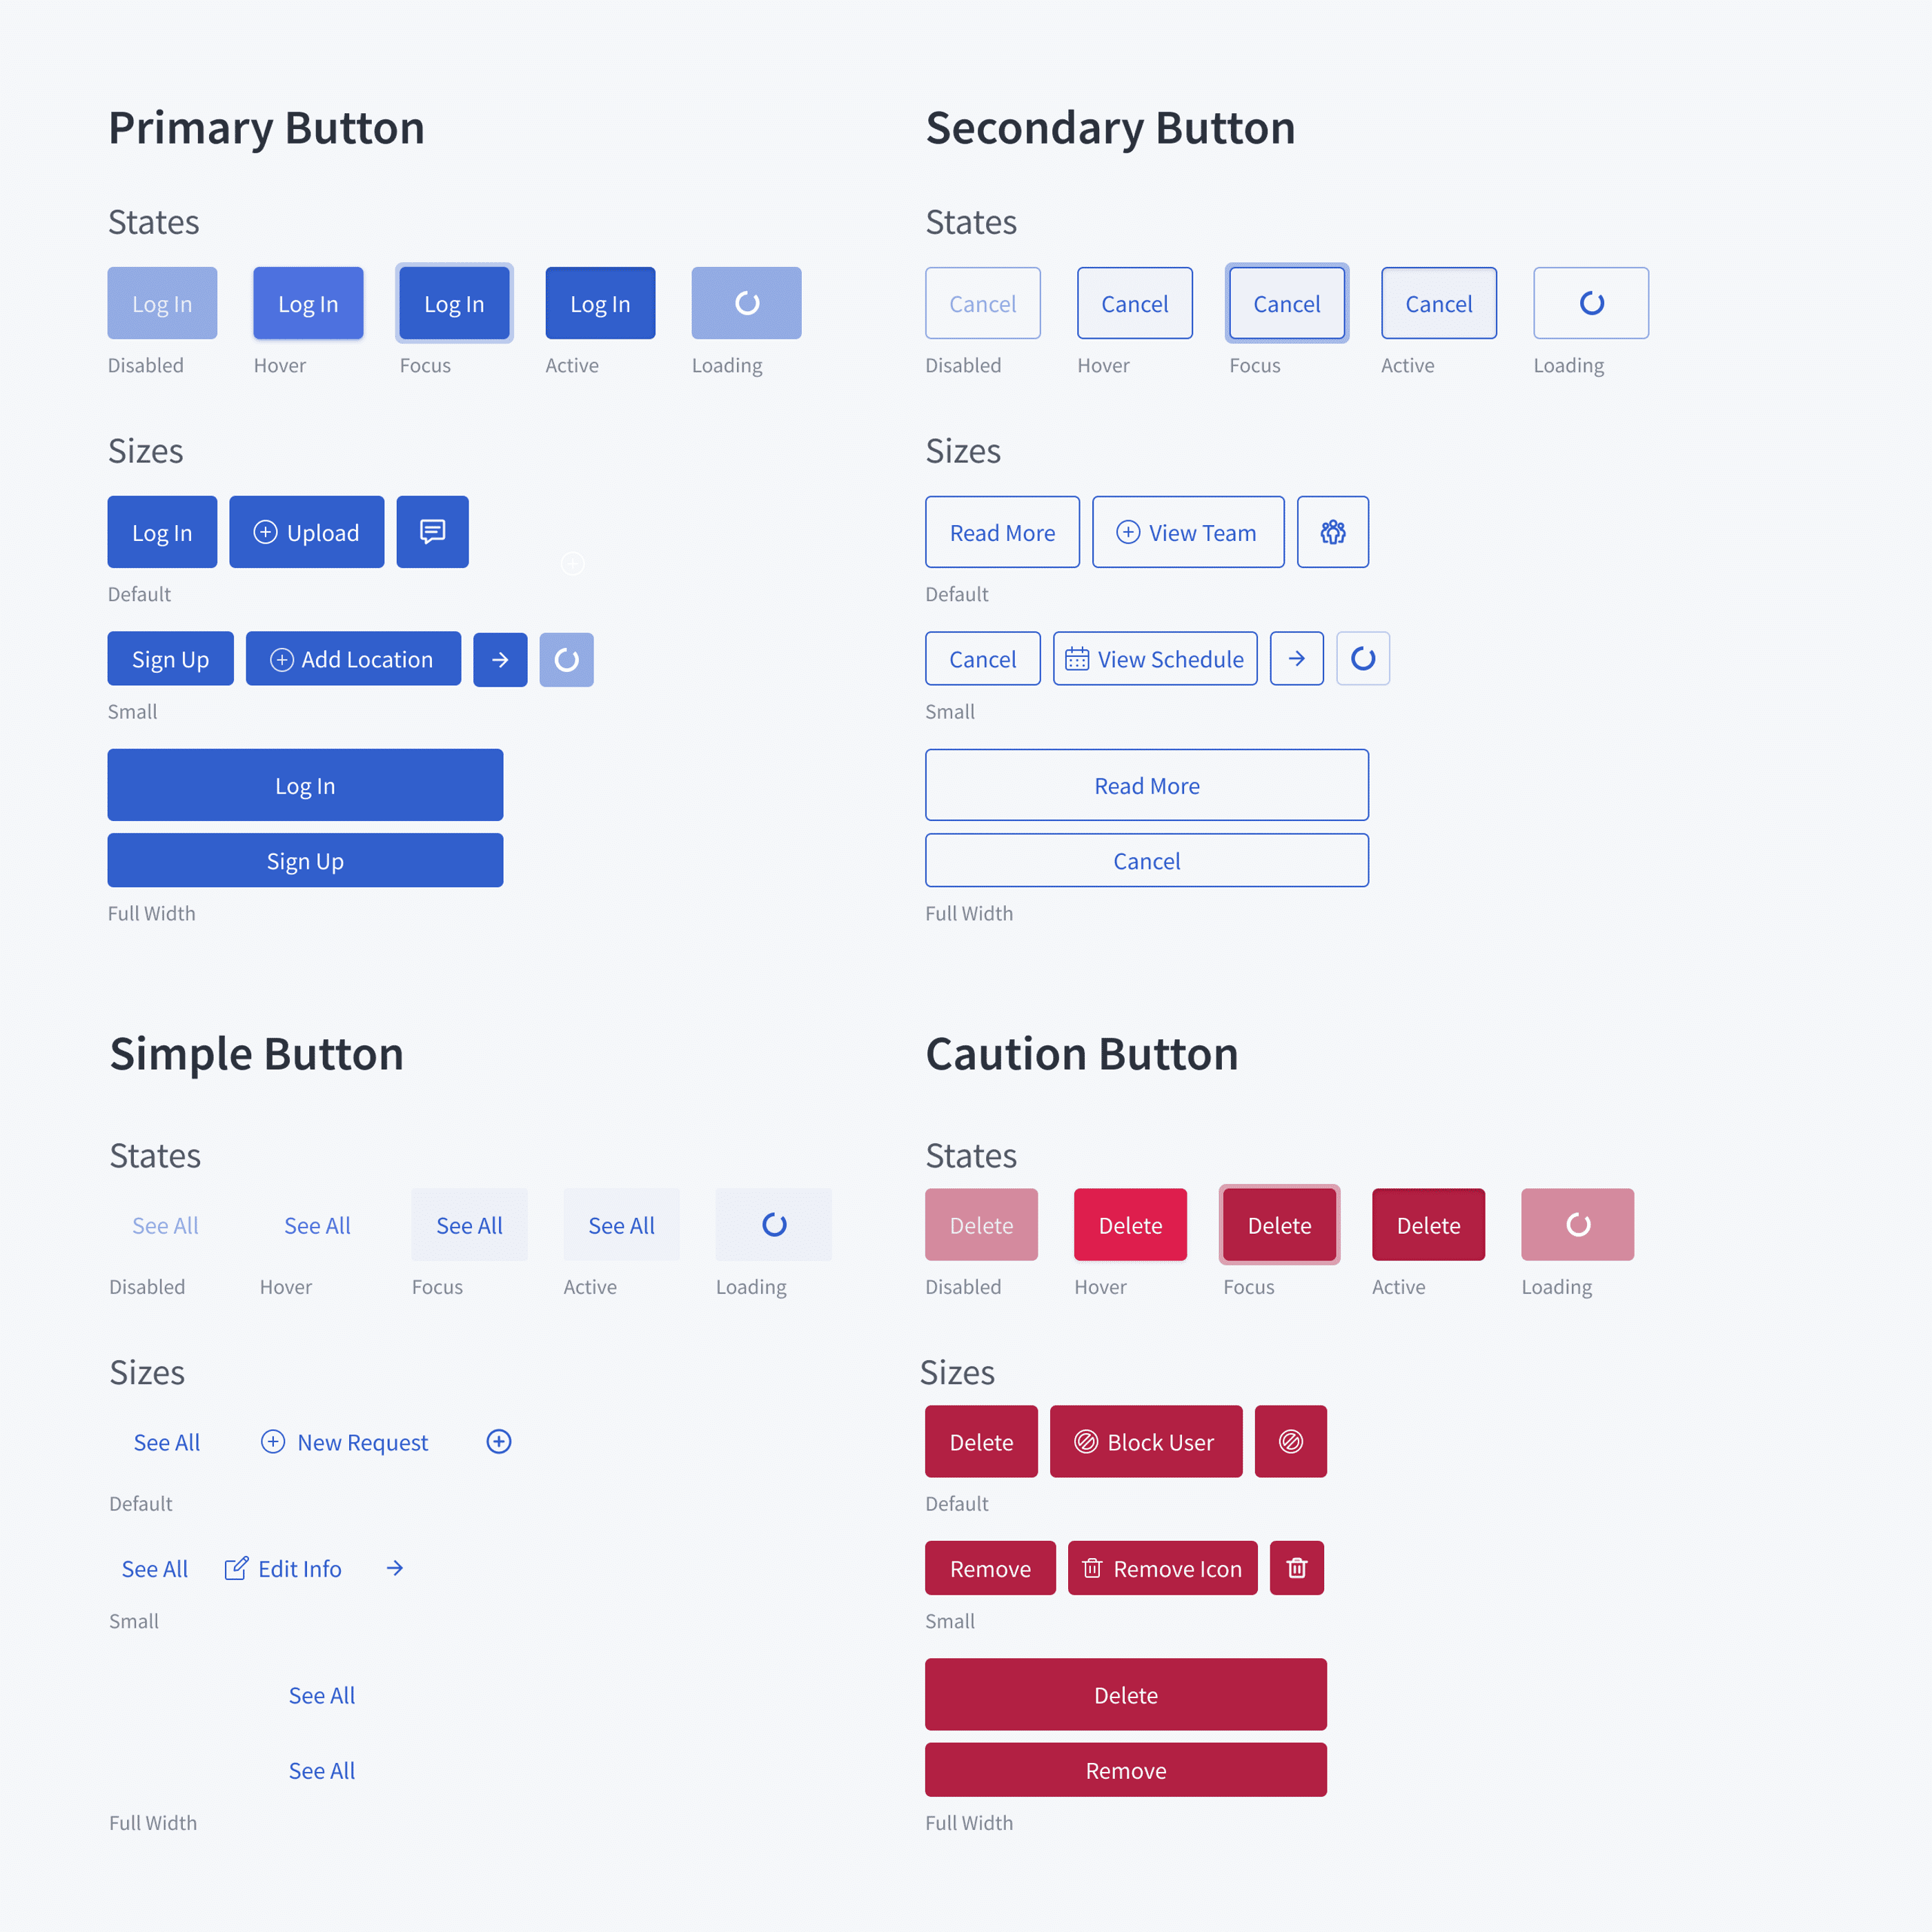 Primary Button
States
Log In Log In Log In Log In
Disabled Hover Focus Active Loading
Sizes
Log In Upload
Default
Sign Up Add Location
Small
Log In
Sign Up
Full Width
Secondary Button
States
Cancel Cancel Cancel Cancel
Disabled Hover Focus Active Loading
Sizes
Read More View Team
Default
Cancel View Schedule
Small
Read More
Cancel
Full Width
Simple Button
States
See All See All See All See All
Disabled Hover Focus Active Loading
Sizes
See All New Request
Default
See All Edit Info
Small
See All
See All
Full Width
Caution Button
States
Delete Delete Delete Delete
Disabled Hover Focus Active Loading
Sizes
Delete Block User
Default
Remove Remove Icon
Small
Delete
Remove
Full Width